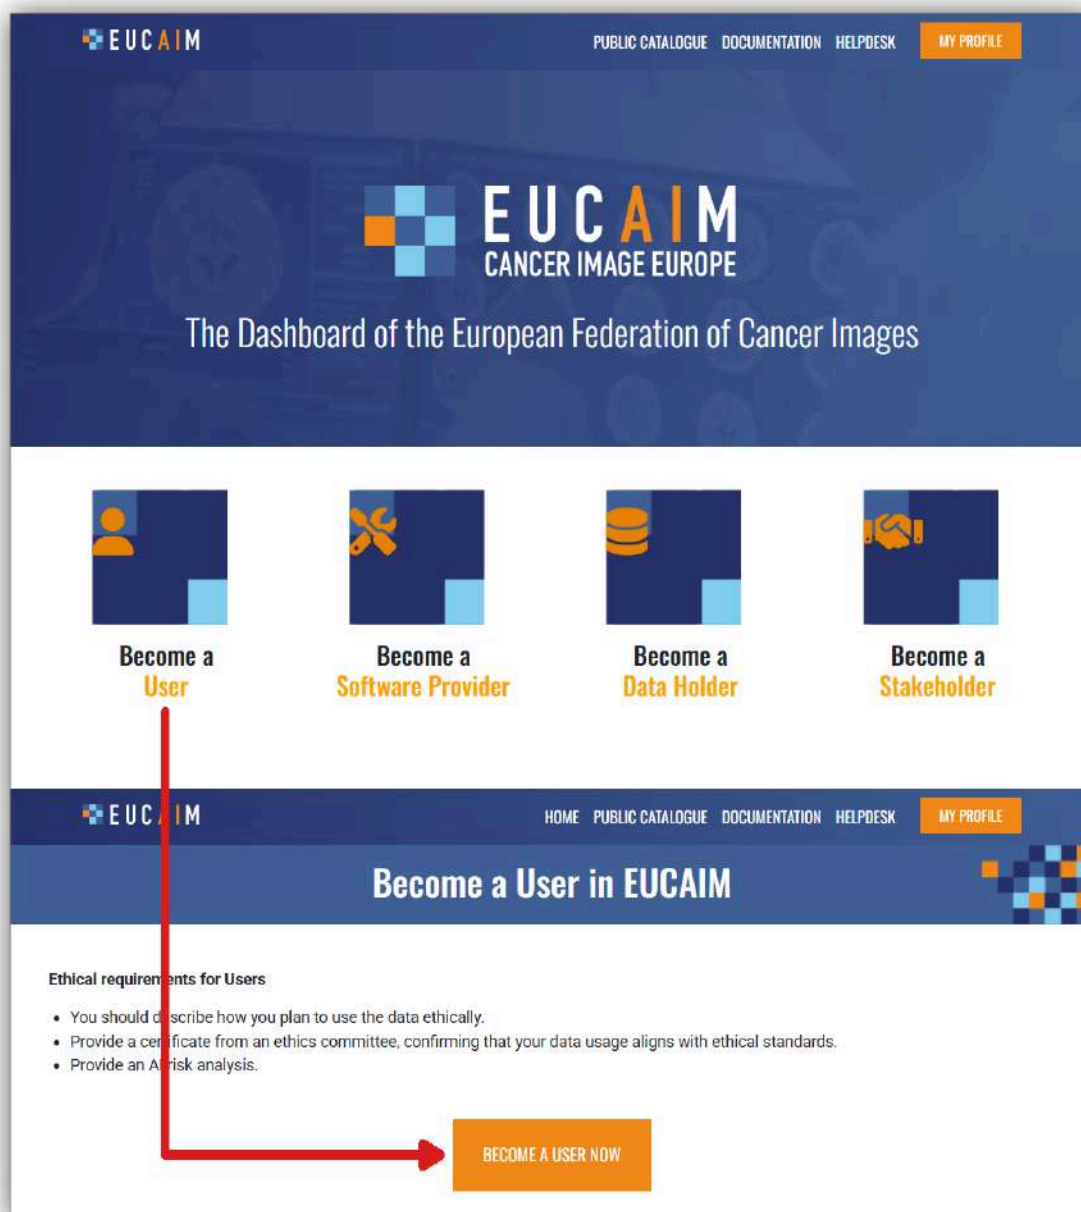 EUCAIM
PUBLIC CATALOGUE DOCUMENTATION HELPDESK MY PROFILE
EUCAIM
CANCER IMAGE EUROPE
The Dashboard of the European Federation of Cancer Images
Become a
User
Become a
Software Provider
Become a
Data Holder
Become a
Stakeholder
EUCAIM
HOME PUBLIC CATALOGUE DOCUMENTATION HELPDESK MY PROFILE
Become a User in EUCAIM
Ethical requirements for Users
• You should describe how you plan to use the data ethically.
• Provide a certificate from an ethics committee, confirming that your data usage aligns with ethical standards.
• Provide an AI risk analysis.
BECOME A USER NOW